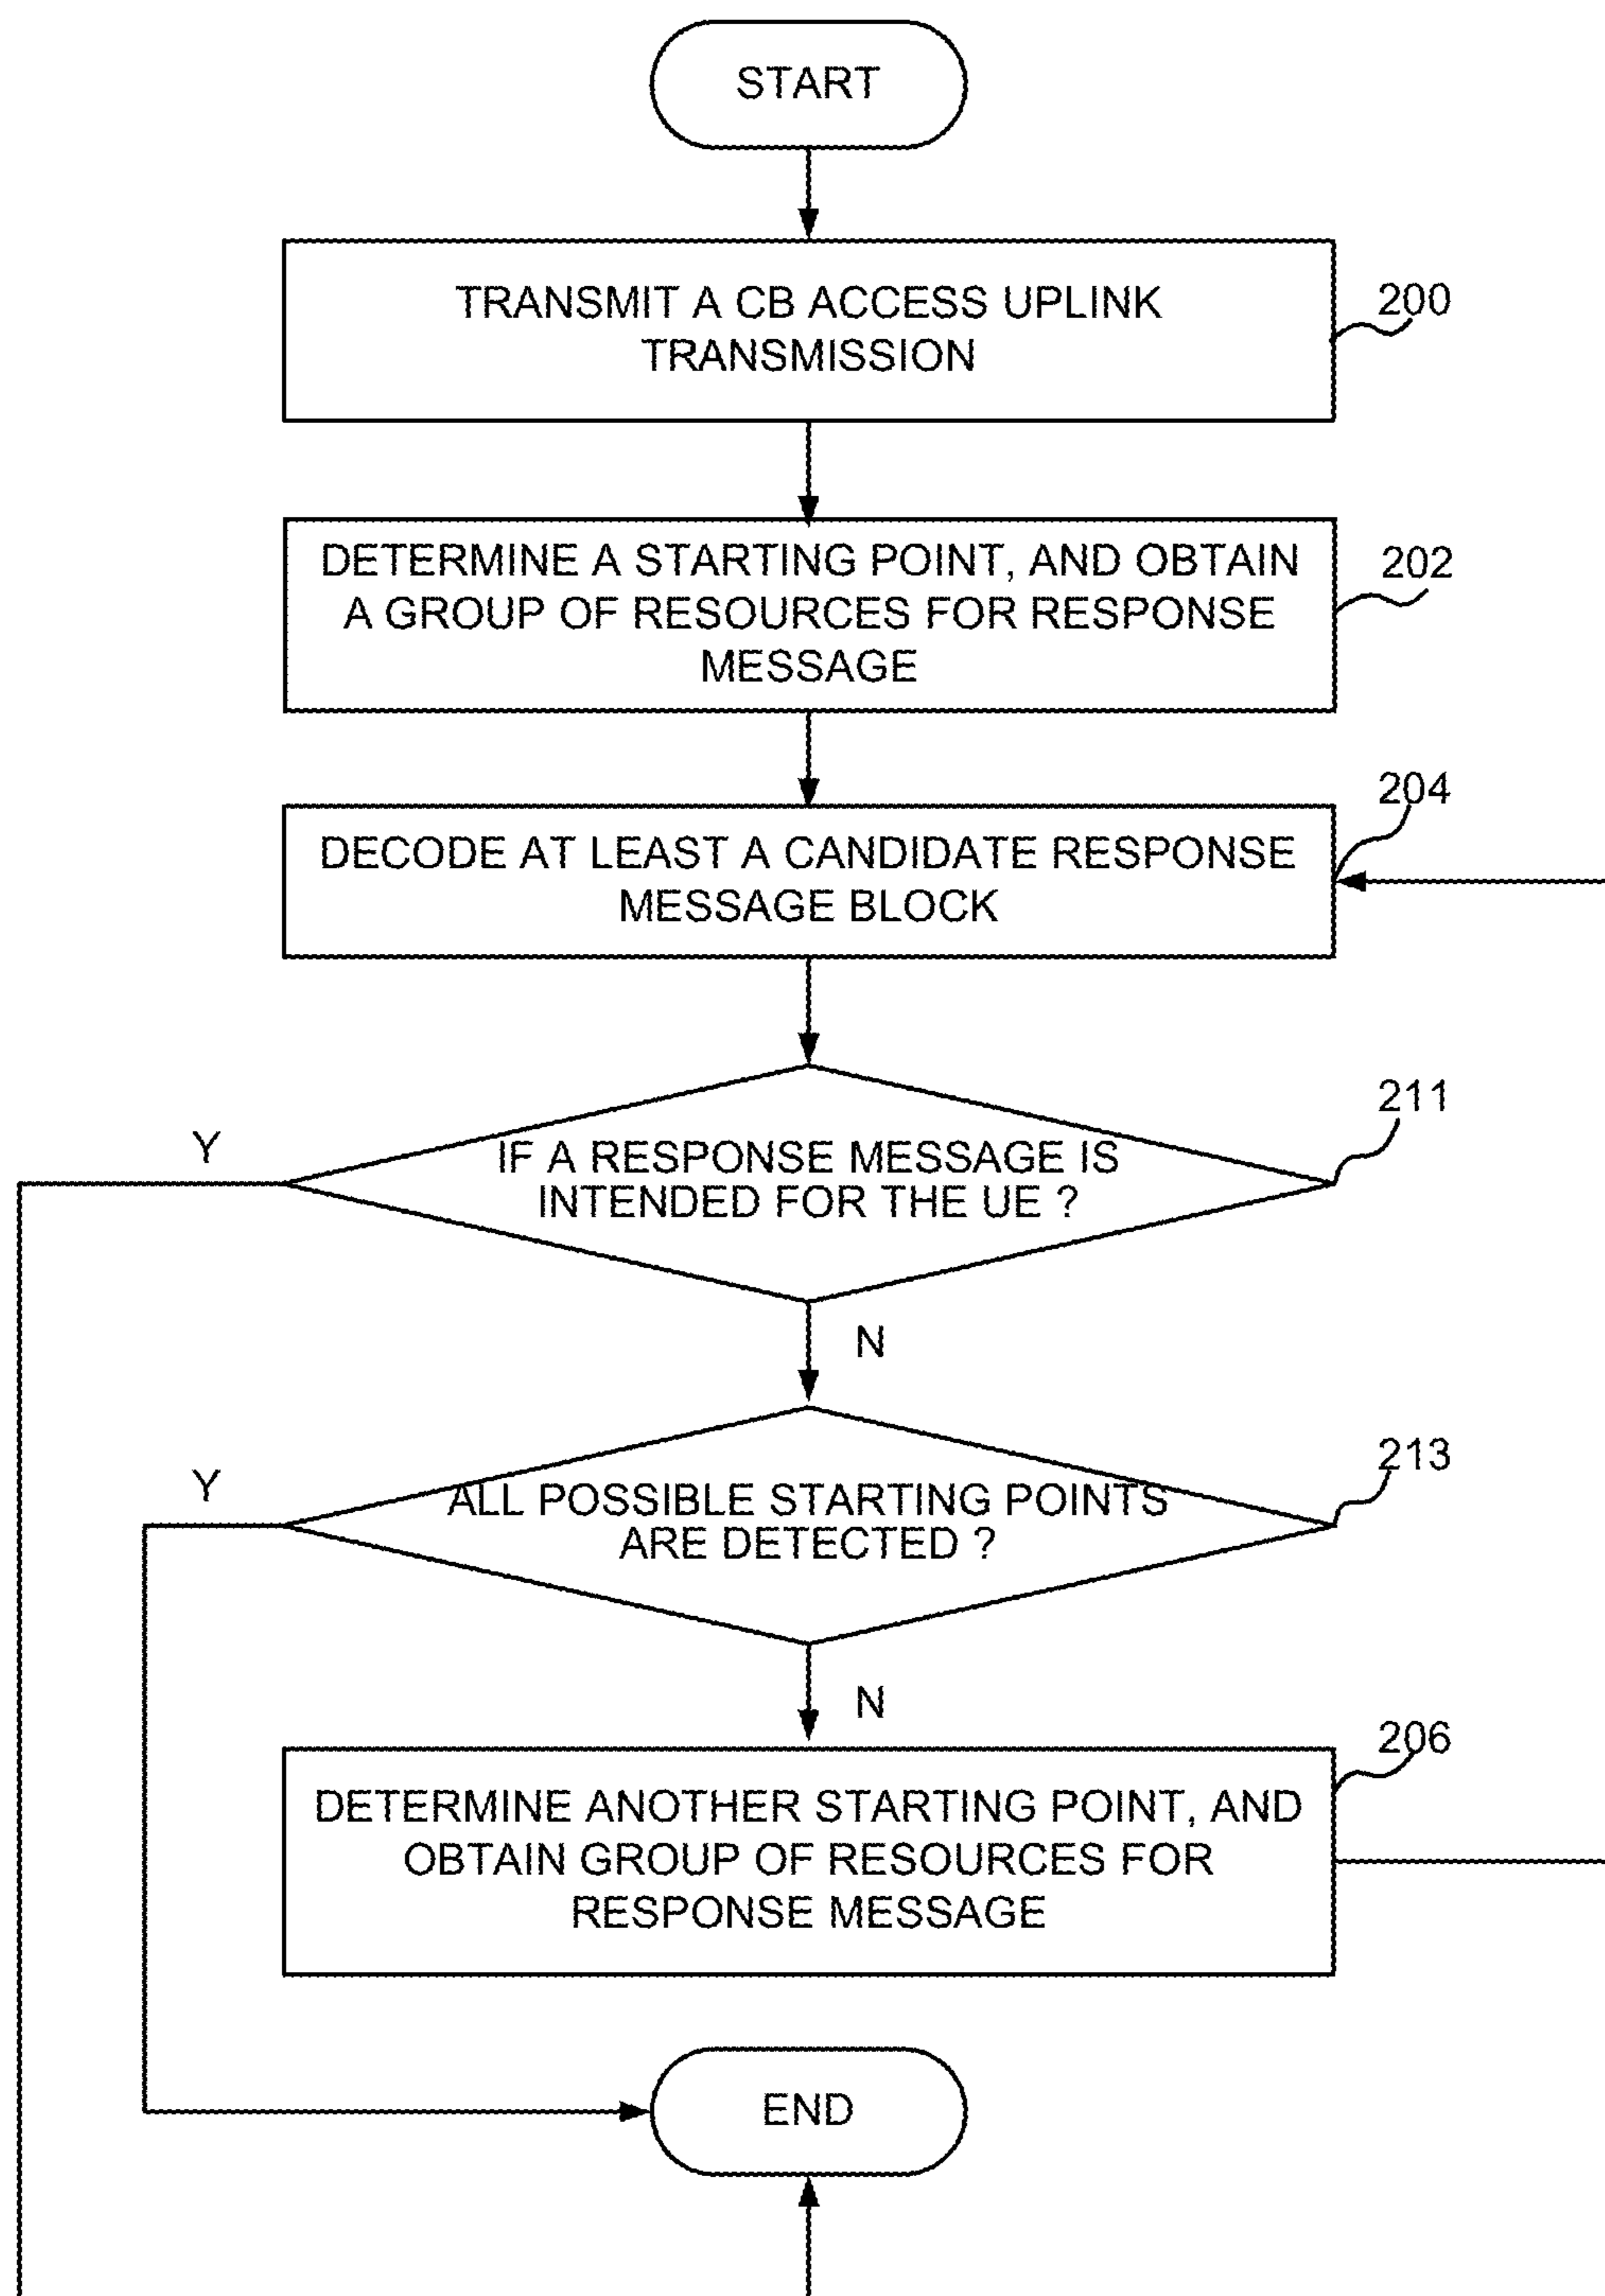 START
TRANSMIT A CB ACCESS UPLINK
TRANSMISSION
200
DETERMINE A STARTING POINT, AND OBTAIN
A GROUP OF RESOURCES FOR RESPONSE
MESSAGE
202
204
DECODE AT LEAST A CANDIDATE RESPONSE
MESSAGE BLOCK
211
Y
IF A RESPONSE MESSAGE IS
INTENDED FOR THE UE ?
N
213
Y
ALL POSSIBLE STARTING POINTS
ARE DETECTED ?
N
206
DETERMINE ANOTHER STARTING POINT, AND
OBTAIN GROUP OF RESOURCES FOR
RESPONSE MESSAGE
END